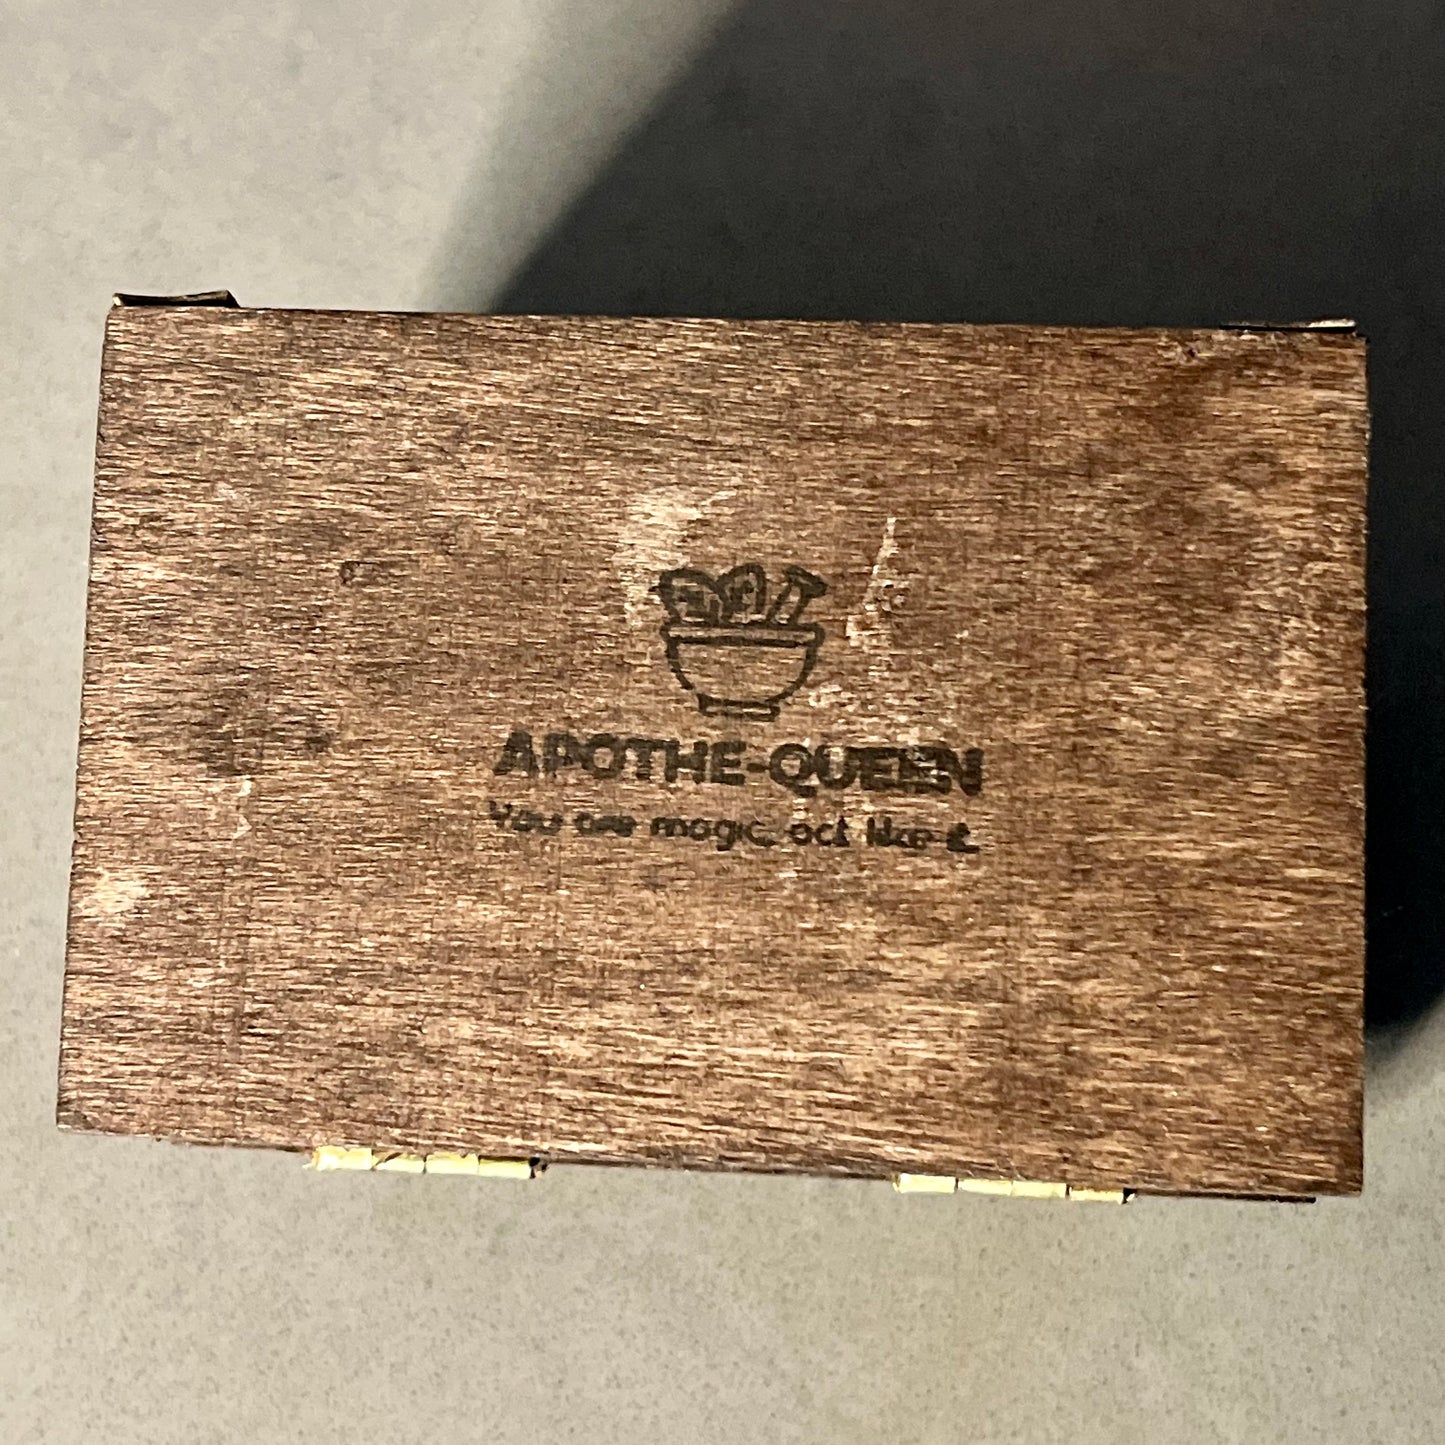 APOTHE-QUEEN
You are magic, act like it.